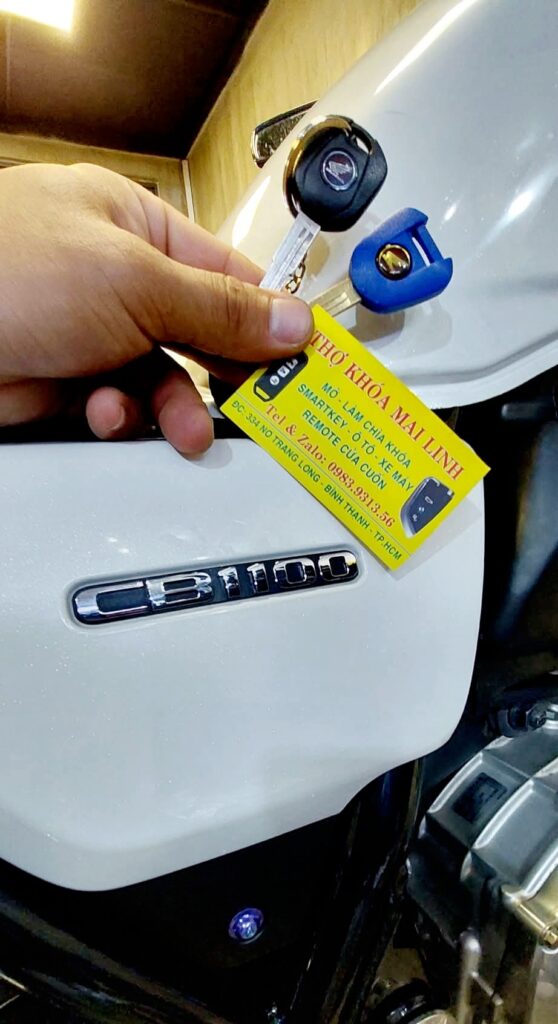 THỢ KHÓA MAI LINH
MỞ - LÀM CHÌA KHÓA
SMARTKEY - Ô TÔ - XE MÁY
REMOTE CỬA CUỐN
Tel & Zalo: 0983.9313.56
ĐC: 334 NƠ TRANG LONG - BÌNH THẠNH - TP.HCM
CB1100